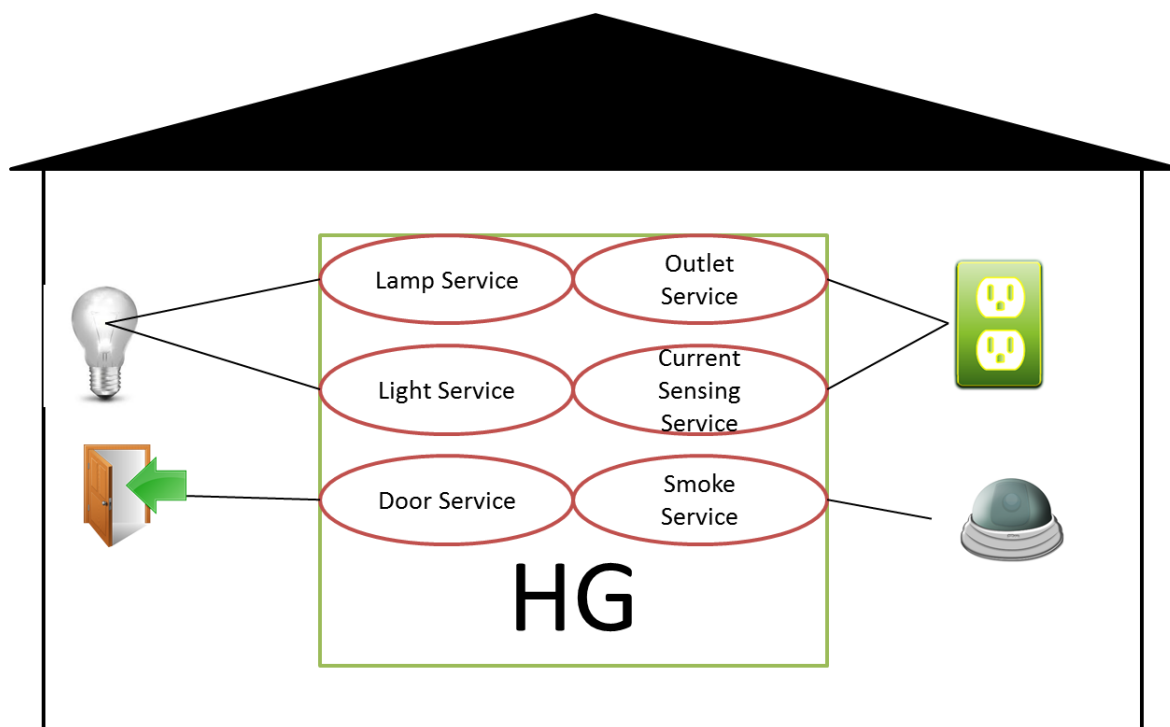 Lamp Service
Outlet
Service
Light Service
Current
Sensing
Service
Door Service
Smoke
Service
HG